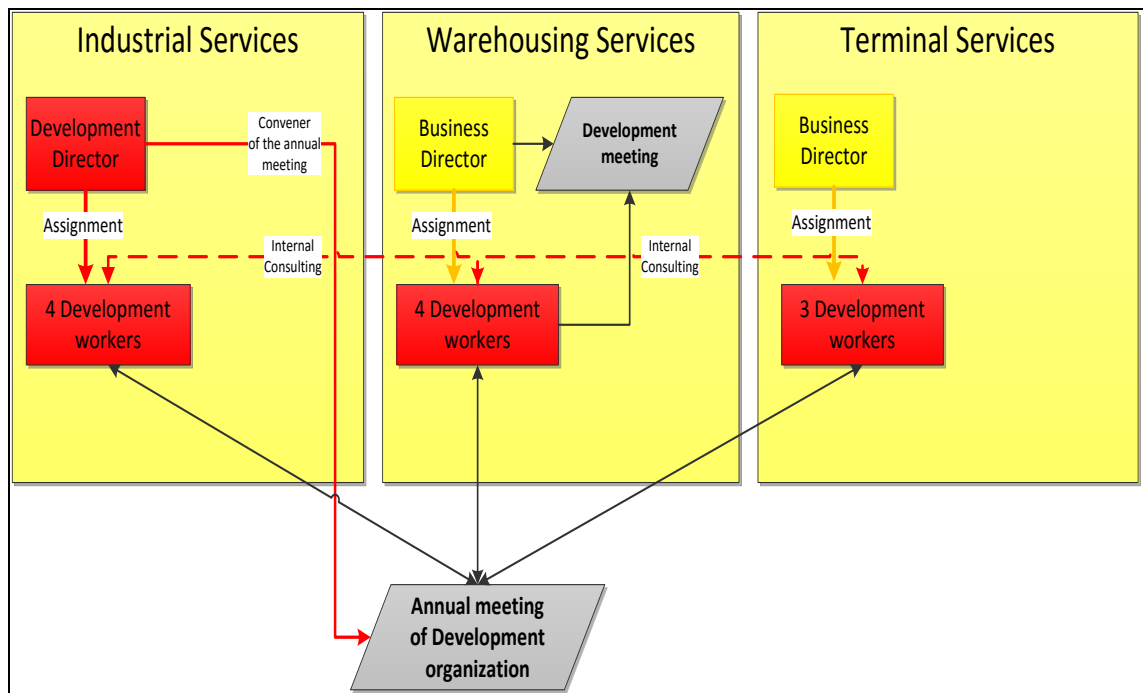 Industrial Services
Warehousing Services
Terminal Services
Development
Director
Convener
of the annual
meeting
Business
Director
Development
meeting
Business
Director
Assignment
Assignment
Assignment
Internal
Consulting
Internal
Consulting
4 Development
workers
4 Development
workers
3 Development
workers
Annual meeting
of Development
organization